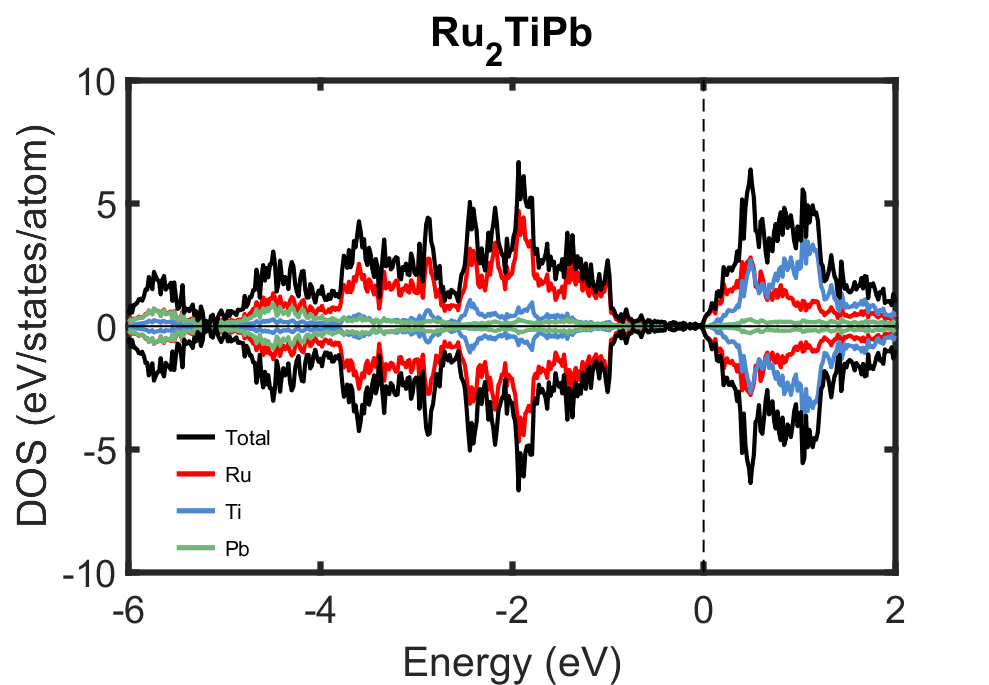 Ru2TiPb
10
5
0
-5
-10
DOS (eV/states/atom)
Total
Ru
Ti
Pb
-6 -4 -2 0 2
Energy (eV)